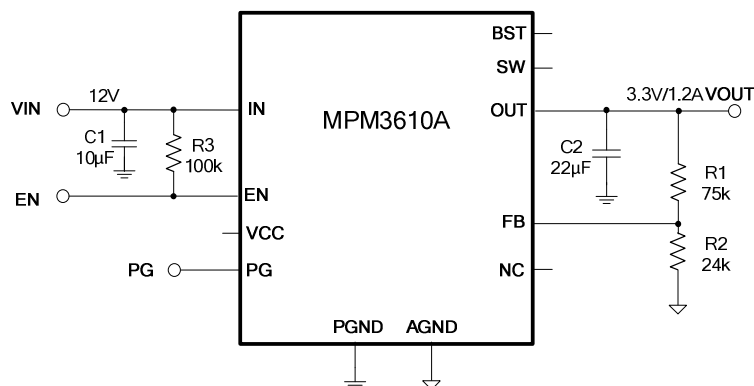 BST
SW
12V
3.3V/1.2A VOUT
VIN
IN
MPM3610A
OUT
C1
10μF
R3
100k
C2
22μF
R1
75k
EN
EN
FB
VCC
R2
24k
PG
PG
NC
PGND
AGND